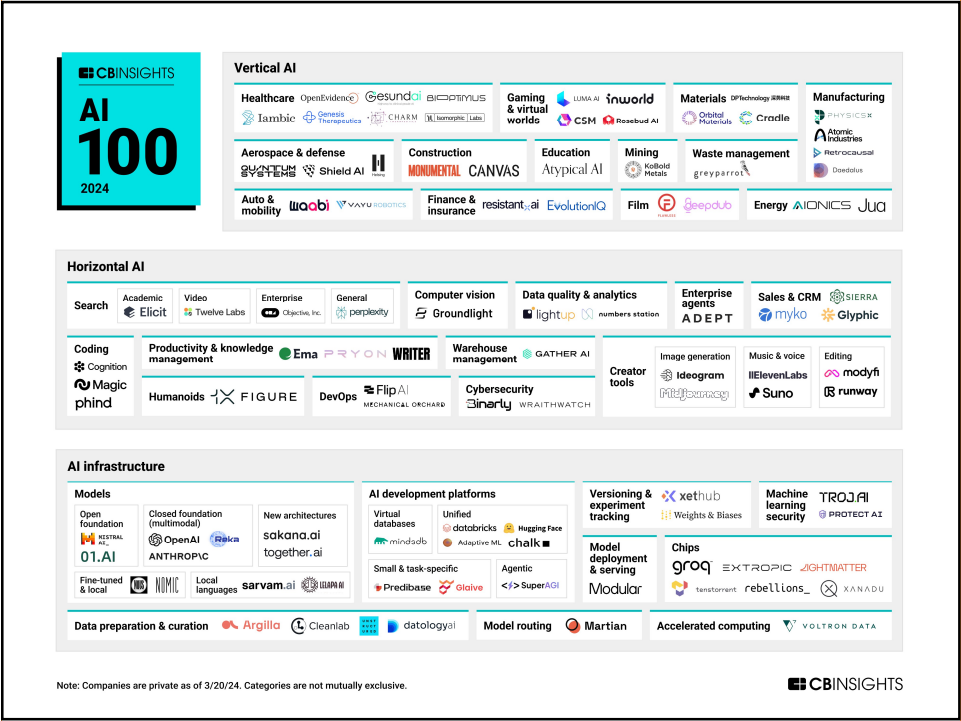 CBINSIGHTS
AI
100
2024
Vertical AI
Healthcare OpenEvidence Gesundai BIOPTIMUS
Iambic Genesis Therapeutics CHARM Isomorphic Labs
Gaming & virtual worlds
LUMA AI inworld
CSM Rosebud AI
Materials DPTechnology 深势科技
Orbital Materials Cradle
Manufacturing
PHYSICSX
Atomic Industries
Retrocausal
Daedalus
Aerospace & defense
QUANTUM SYSTEMS Shield AI
Construction
MONUMENTAL CANVAS
Education
Atypical AI
Mining
KoBold Metals
Waste management
greyparrot
Auto & mobility
waabi VAYU ROBOTICS
Finance & insurance
resistant.ai EvolutionIQ
Film
FLAWLESS
deepdub
Energy AIONICS Jua
Horizontal AI
Search
Academic
Elicit
Video
Twelve Labs
Enterprise
Objective, Inc.
General
perplexity
Computer vision
Groundlight
Data quality & analytics
lightup numbers station
Enterprise agents
ADEPT
Sales & CRM SIERRA
myko Glyphic
Coding
Cognition
Magic
phind
Productivity & knowledge management
Ema PRYON WRITER
Warehouse management
GATHER AI
Humanoids FIGURE
DevOps
Flip AI
MECHANICAL ORCHARD
Cybersecurity
Binarly WRAITHWATCH
Creator tools
Image generation
Ideogram
Midjourney
Music & voice
IIElevenLabs
Suno
Editing
modyfi
runway
AI infrastructure
Models
Open foundation
MISTRAL AI_
01.AI
Closed foundation (multimodal)
OpenAI Reka
ANTHROP\C
New architectures
sakana.ai
together.ai
Fine-tuned & local
NOUS NOMIC
Local languages
sarvam.ai LELAPA AI
AI development platforms
Virtual databases
mindsdb
Unified
databricks Hugging Face
Adaptive ML chalk
Small & task-specific
Predibase Glaive
Agentic
SuperAGI
Versioning & experiment tracking
xethub
Weights & Biases
Machine learning security
TROJ.AI
PROTECT AI
Model deployment & serving
Modular
Chips
groq EXTROPIC LIGHTMATTER
tenstorrent rebellions_ XANADU
Data preparation & curation Argilla Cleanlab datologyai
Model routing Martian
Accelerated computing VOLTRON DATA
Note: Companies are private as of 3/20/24. Categories are not mutually exclusive.
CBINSIGHTS